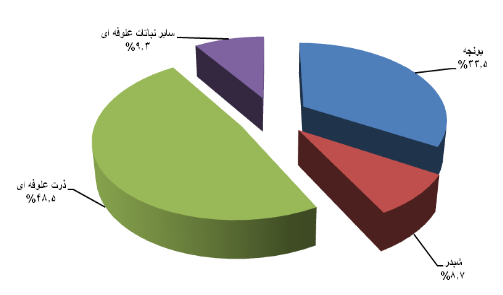 سایر نباتات علوفه ای
%۹.۳
یونجه
%۳۳.۵
ذرت علوفه ای
%۴۸.۵
شبدر
%۸.۷